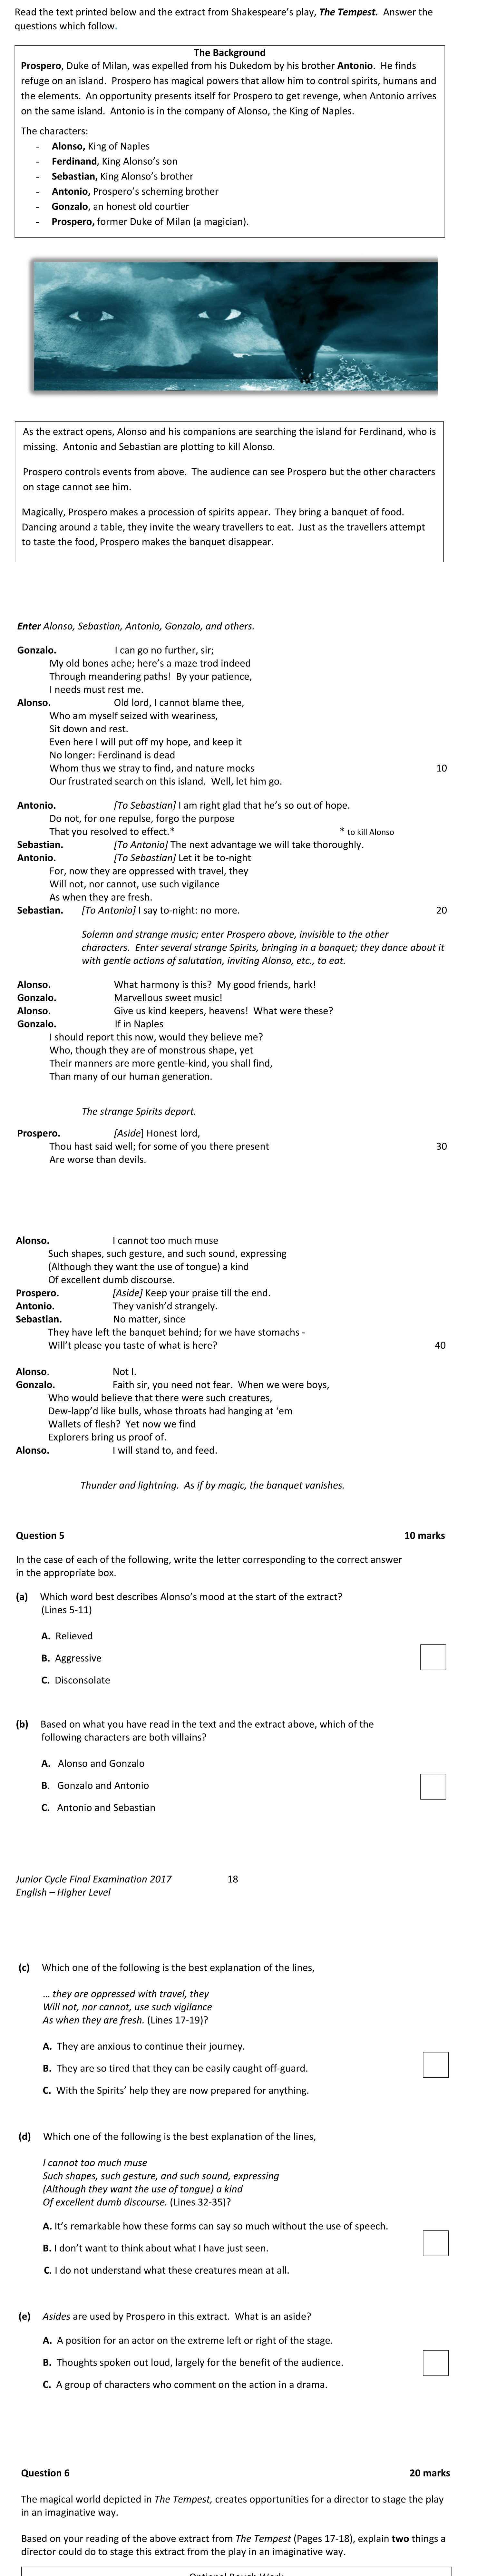 Read the text printed below and the extract from Shakespeare's play, The Tempest. Answer the
questions which follow.
The Background
Prospero, Duke of Milan, was expelled from his Dukedom by his brother Antonio. He finds
refuge on an island. Prospero has magical powers that allow him to control spirits, humans and
the elements. An opportunity presents itself for Prospero to get revenge, when Antonio arrives
on the same island. Antonio is in the company of Alonso, the King of Naples.
The characters:
- Alonso, King of Naples
- Ferdinand, King Alonso's son
- Sebastian, King Alonso's brother
- Antonio, Prospero's scheming brother
- Gonzalo, an honest old courtier
- Prospero, former Duke of Milan (a magician).
As the extract opens, Alonso and his companions are searching the island for Ferdinand, who is
missing. Antonio and Sebastian are plotting to kill Alonso.
Prospero controls events from above. The audience can see Prospero but the other characters
on stage cannot see him.
Magically, Prospero makes a procession of spirits appear. They bring a banquet of food.
Dancing around a table, they invite the weary travellers to eat. Just as the travellers attempt
to taste the food, Prospero makes the banquet disappear.
Enter Alonso, Sebastian, Antonio, Gonzalo, and others.
Gonzalo. I can go no further, sir;
My old bones ache; here's a maze trod indeed
Through meandering paths! By your patience,
I needs must rest me.
Alonso. Old lord, I cannot blame thee,
Who am myself seized with weariness,
Sit down and rest.
Even here I will put off my hope, and keep it
No longer: Ferdinand is dead
Whom thus we stray to find, and nature mocks 10
Our frustrated search on this island. Well, let him go.
Antonio. [To Sebastian] I am right glad that he's so out of hope.
Do not, for one repulse, forgo the purpose
That you resolved to effect.* * to kill Alonso
Sebastian. [To Antonio] The next advantage we will take thoroughly.
Antonio. [To Sebastian] Let it be to-night
For, now they are oppressed with travel, they
Will not, nor cannot, use such vigilance
As when they are fresh.
Sebastian. [To Antonio] I say to-night: no more. 20
Solemn and strange music; enter Prospero above, invisible to the other
characters. Enter several strange Spirits, bringing in a banquet; they dance about it
with gentle actions of salutation, inviting Alonso, etc., to eat.
Alonso. What harmony is this? My good friends, hark!
Gonzalo. Marvellous sweet music!
Alonso. Give us kind keepers, heavens! What were these?
Gonzalo. If in Naples
I should report this now, would they believe me?
Who, though they are of monstrous shape, yet
Their manners are more gentle-kind, you shall find,
Than many of our human generation.
The strange Spirits depart.
Prospero. [Aside] Honest lord,
Thou hast said well; for some of you there present 30
Are worse than devils.
Alonso. I cannot too much muse
Such shapes, such gesture, and such sound, expressing
(Although they want the use of tongue) a kind
Of excellent dumb discourse.
Prospero. [Aside] Keep your praise till the end.
Antonio. They vanish'd strangely.
Sebastian. No matter, since
They have left the banquet behind; for we have stomachs -
Will't please you taste of what is here? 40
Alonso. Not I.
Gonzalo. Faith sir, you need not fear. When we were boys,
Who would believe that there were such creatures,
Dew-lapp'd like bulls, whose throats had hanging at 'em
Wallets of flesh? Yet now we find
Explorers bring us proof of.
Alonso. I will stand to, and feed.
Thunder and lightning. As if by magic, the banquet vanishes.
Question 5 10 marks
In the case of each of the following, write the letter corresponding to the correct answer
in the appropriate box.
(a) Which word best describes Alonso's mood at the start of the extract?
(Lines 5-11)
A. Relieved
B. Aggressive
C. Disconsolate
(b) Based on what you have read in the text and the extract above, which of the
following characters are both villains?
A. Alonso and Gonzalo
B. Gonzalo and Antonio
C. Antonio and Sebastian
Junior Cycle Final Examination 2017 18
English – Higher Level
(c) Which one of the following is the best explanation of the lines,
... they are oppressed with travel, they
Will not, nor cannot, use such vigilance
As when they are fresh. (Lines 17-19)?
A. They are anxious to continue their journey.
B. They are so tired that they can be easily caught off-guard.
C. With the Spirits' help they are now prepared for anything.
(d) Which one of the following is the best explanation of the lines,
I cannot too much muse
Such shapes, such gesture, and such sound, expressing
(Although they want the use of tongue) a kind
Of excellent dumb discourse. (Lines 32-35)?
A. It's remarkable how these forms can say so much without the use of speech.
B. I don't want to think about what I have just seen.
C. I do not understand what these creatures mean at all.
(e) Asides are used by Prospero in this extract. What is an aside?
A. A position for an actor on the extreme left or right of the stage.
B. Thoughts spoken out loud, largely for the benefit of the audience.
C. A group of characters who comment on the action in a drama.
Question 6 20 marks
The magical world depicted in The Tempest, creates opportunities for a director to stage the play
in an imaginative way.
Based on your reading of the above extract from The Tempest (Pages 17-18), explain two things a
director could do to stage this extract from the play in an imaginative way.